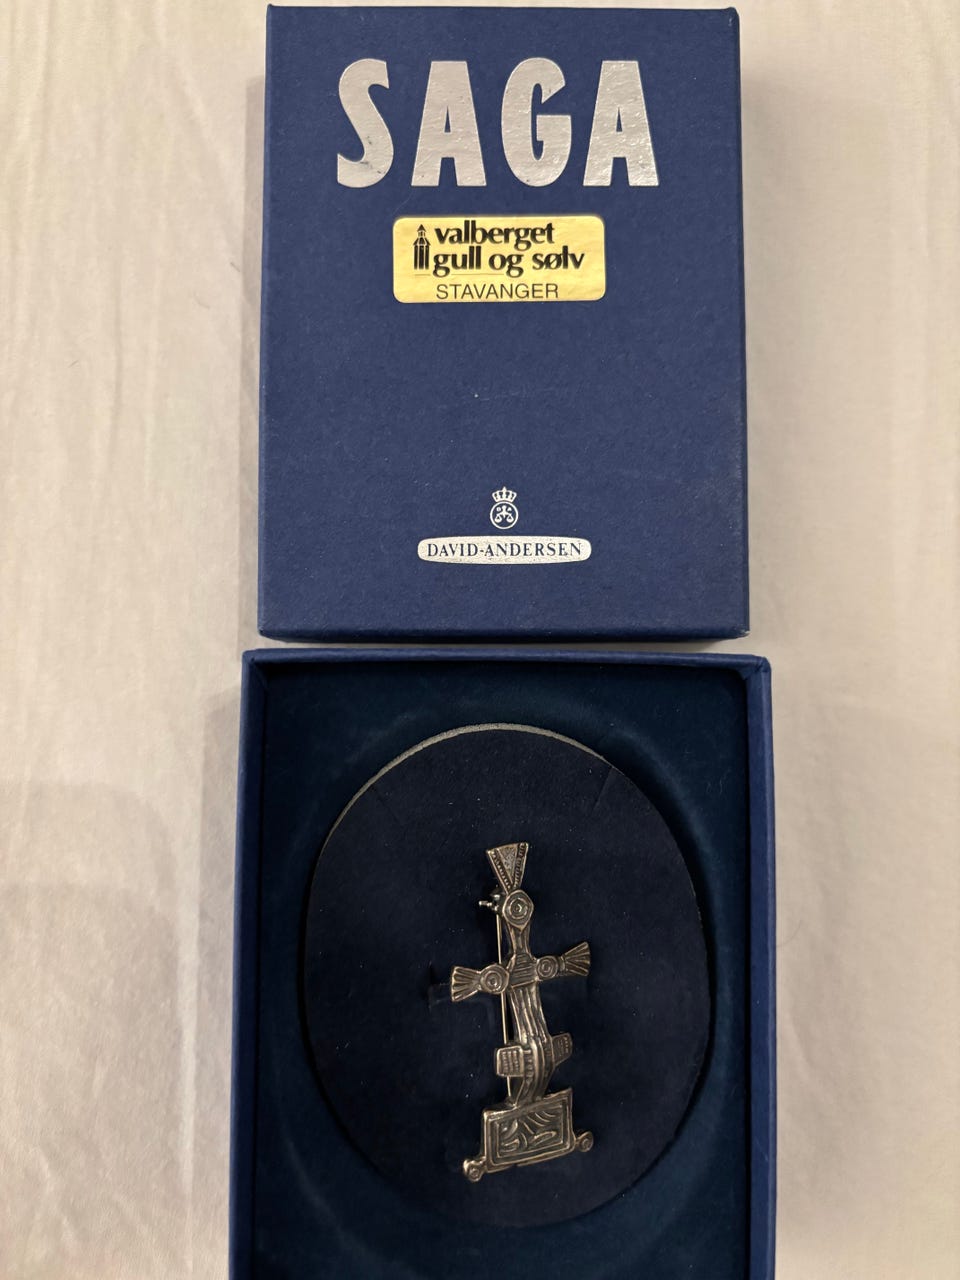 SAGA
valberget
gull og sølv
STAVANGER
DAVID-ANDERSEN